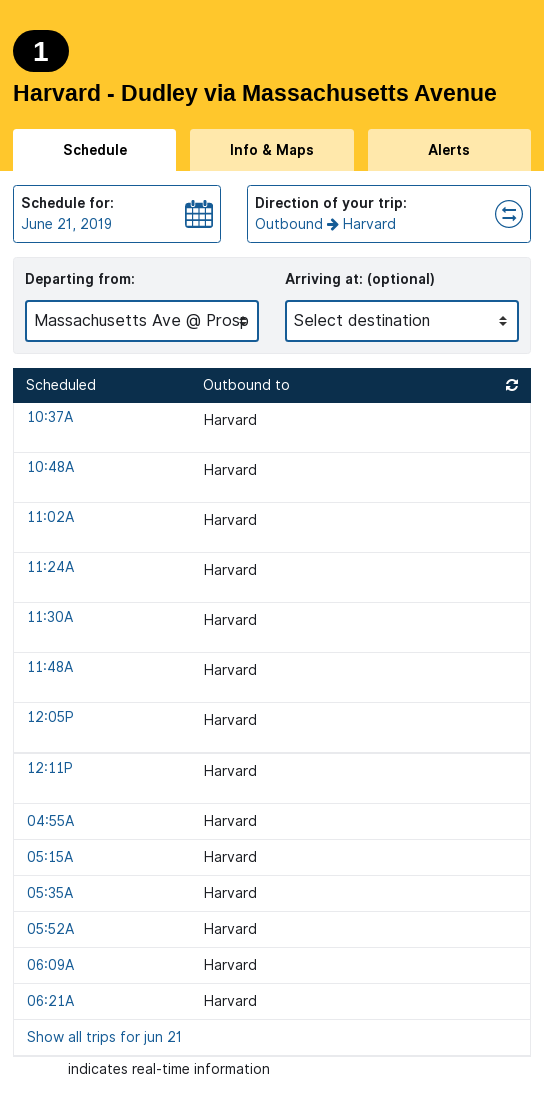 1
Harvard - Dudley via Massachusetts Avenue
Schedule Info & Maps Alerts
Schedule for:
June 21, 2019
Direction of your trip:
Outbound Harvard
Departing from:
Massachusetts Ave @ Prosp
Arriving at: (optional)
Select destination
Scheduled Outbound to
10:37A Harvard
10:48A Harvard
11:02A Harvard
11:24A Harvard
11:30A Harvard
11:48A Harvard
12:05P Harvard
12:11P Harvard
04:55A Harvard
05:15A Harvard
05:35A Harvard
05:52A Harvard
06:09A Harvard
06:21A Harvard
Show all trips for jun 21
indicates real-time information